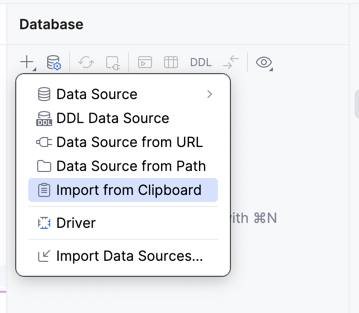 Database
DDL
Data Source
DDL Data Source
Data Source from URL
Data Source from Path
Import from Clipboard
with ⌘N
Driver
Import Data Sources...